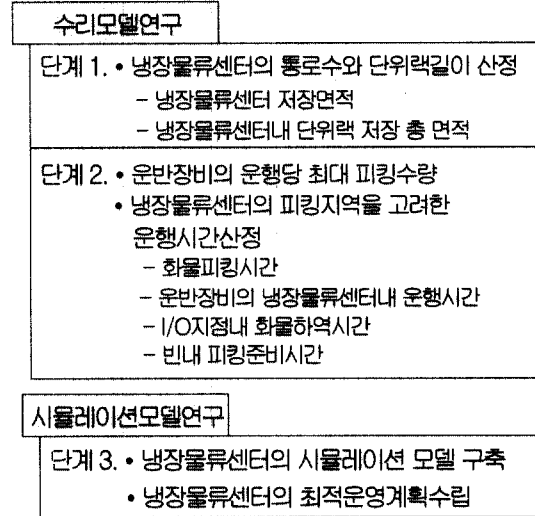 수리모델연구
단계 1. • 냉장물류센터의 통로수와 단위랙길이 산정
- 냉장물류센터 저장면적
- 냉장물류센터내 단위랙 저장 총 면적
단계 2. • 운반장비의 운행당 최대 피킹수량
• 냉장물류센터의 피킹지역을 고려한
운행시간산정
- 화물피킹시간
- 운반장비의 냉장물류센터내 운행시간
- I/O지점내 화물하역시간
- 빈내 피킹준비시간
시뮬레이션모델연구
단계 3. • 냉장물류센터의 시뮬레이션 모델 구축
• 냉장물류센터의 최적운영계획수립